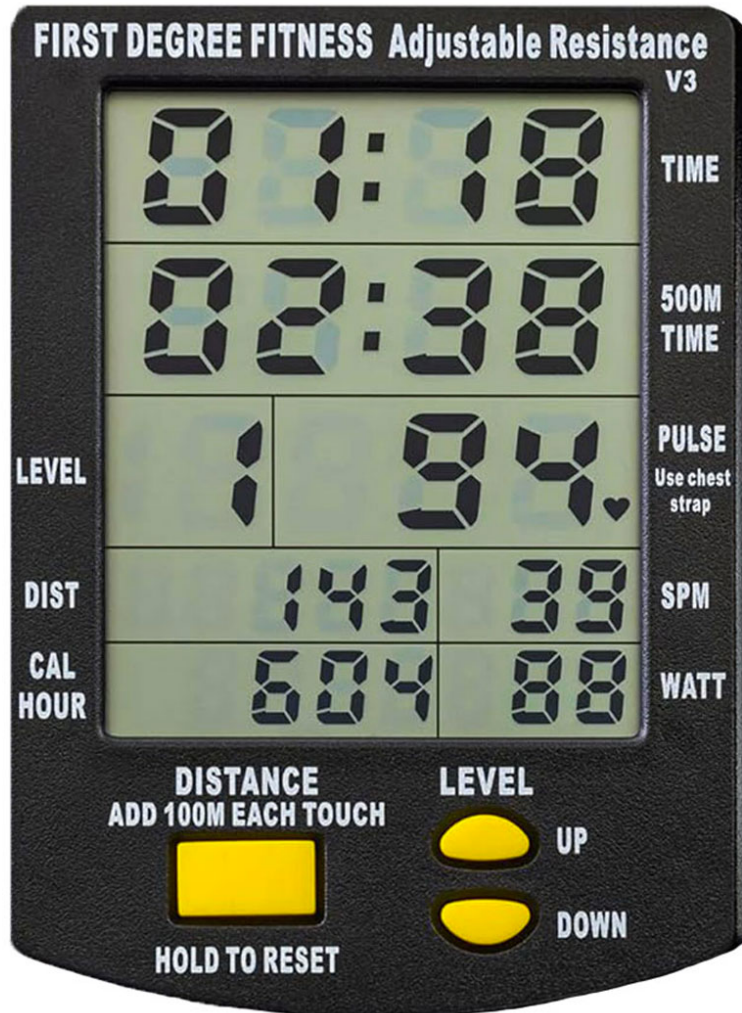 FIRST DEGREE FITNESS Adjustable Resistance
V3
01:18 TIME
02:38 500M TIME
LEVEL 1 94 PULSE
Use chest strap
DIST 143 39 SPM
CAL HOUR 604 88 WATT
DISTANCE LEVEL
ADD 100M EACH TOUCH
UP
DOWN
HOLD TO RESET